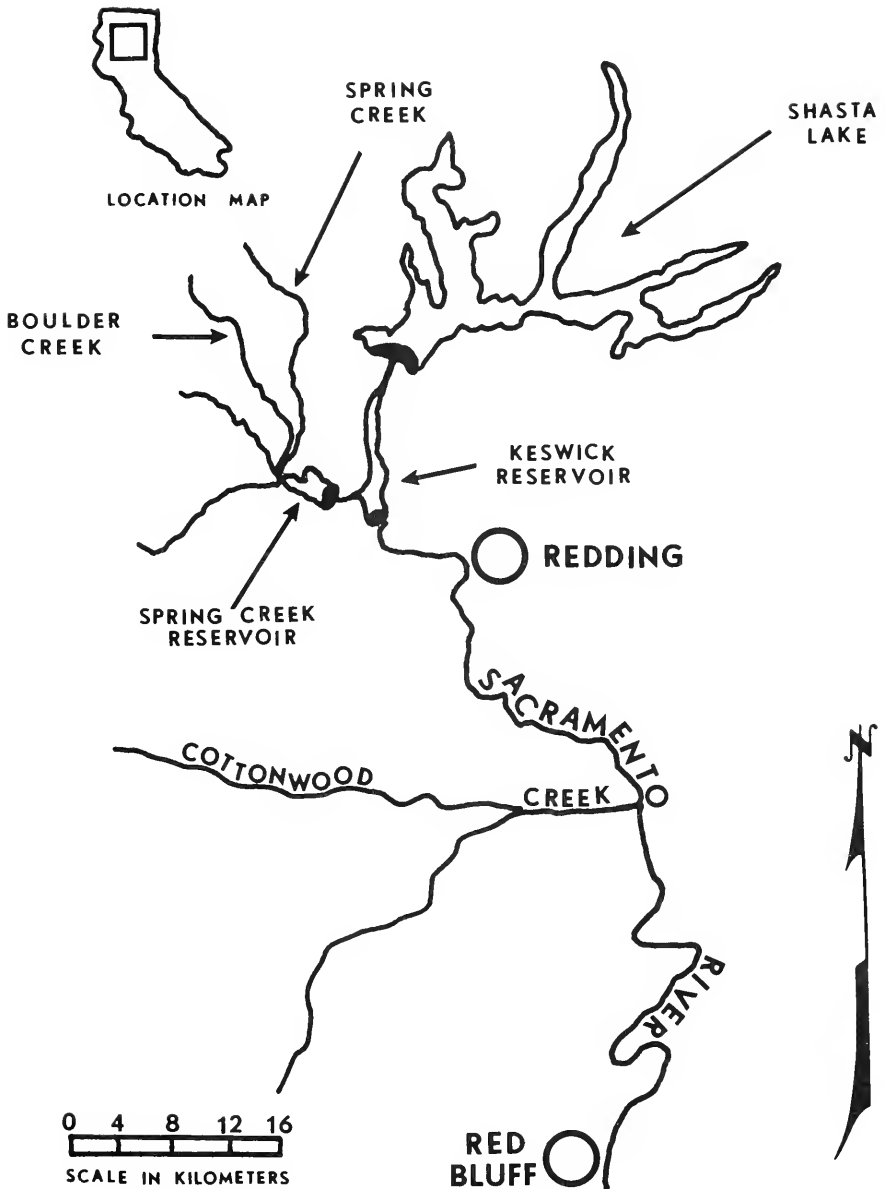 LOCATION MAP
SPRING
CREEK
SHASTA
LAKE
BOULDER
CREEK
KESWICK
RESERVOIR
REDDING
SPRING CREEK
RESERVOIR
SACRAMENTO
COTTONWOOD
CREEK
N
RIVER
0 4 8 12 16
SCALE IN KILOMETERS
RED
BLUFF